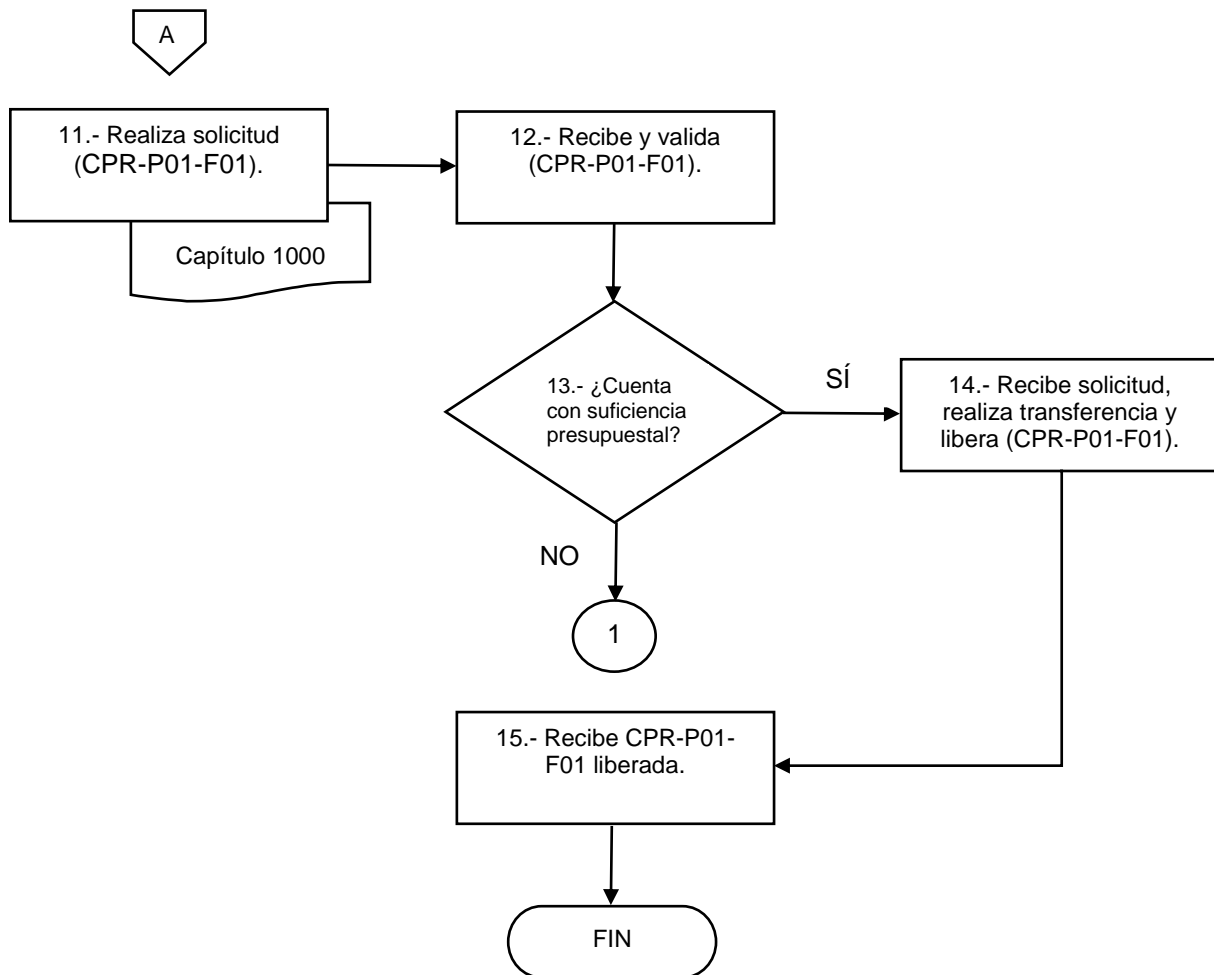 A
11.- Realiza solicitud
(CPR-P01-F01).
Capítulo 1000
12.- Recibe y valida
(CPR-P01-F01).
13.- ¿Cuenta
con suficiencia
presupuestal?
SÍ
14.- Recibe solicitud,
realiza transferencia y
libera (CPR-P01-F01).
NO
1
15.- Recibe CPR-P01-
F01 liberada.
FIN